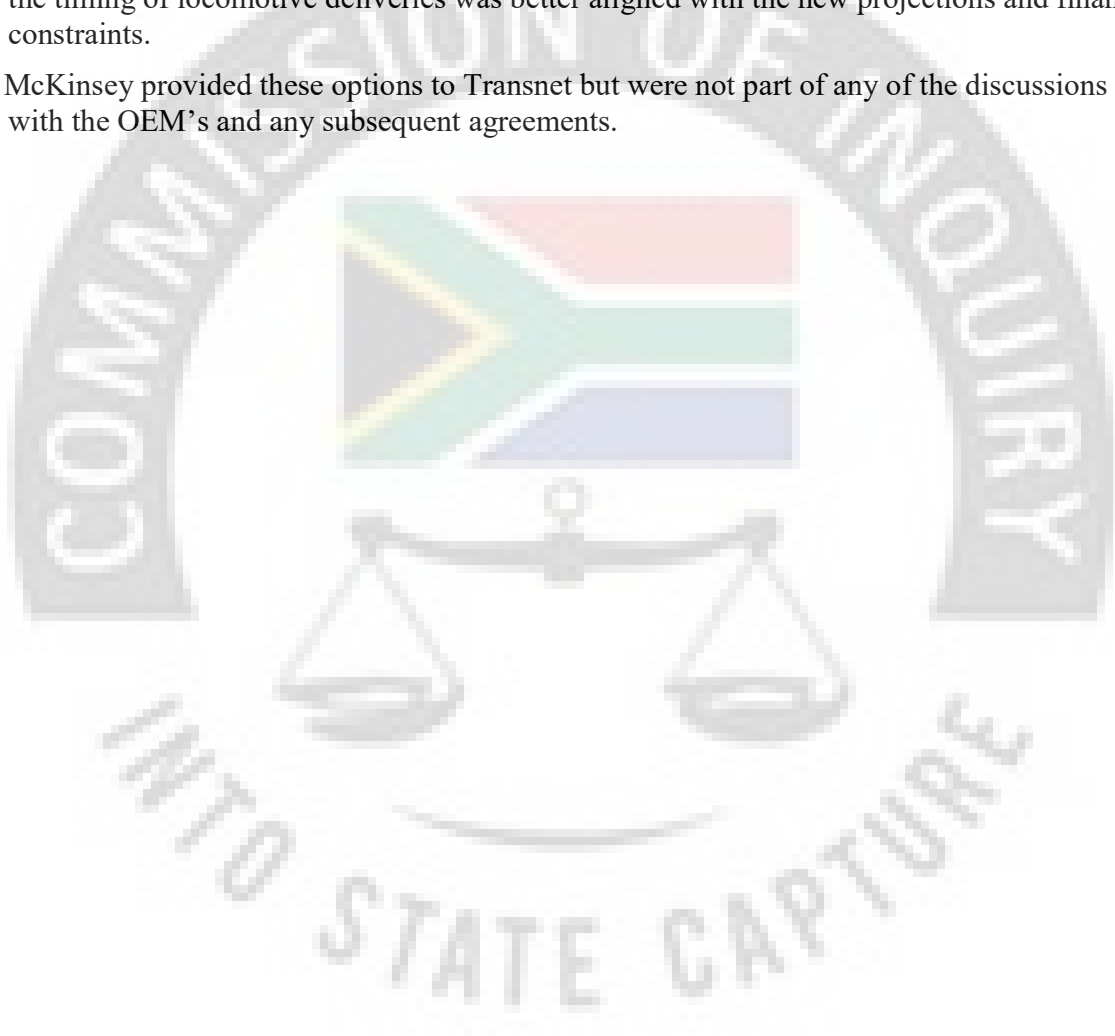 the timing of locomotive deliveries was better aligned with the new projections and
constraints.
McKinsey provided these options to Transnet but were not part of any of the discussions
with the OEM’s and any subsequent agreements.
COMMISSION OF INQUIRY
INTO STATE CAPTURE